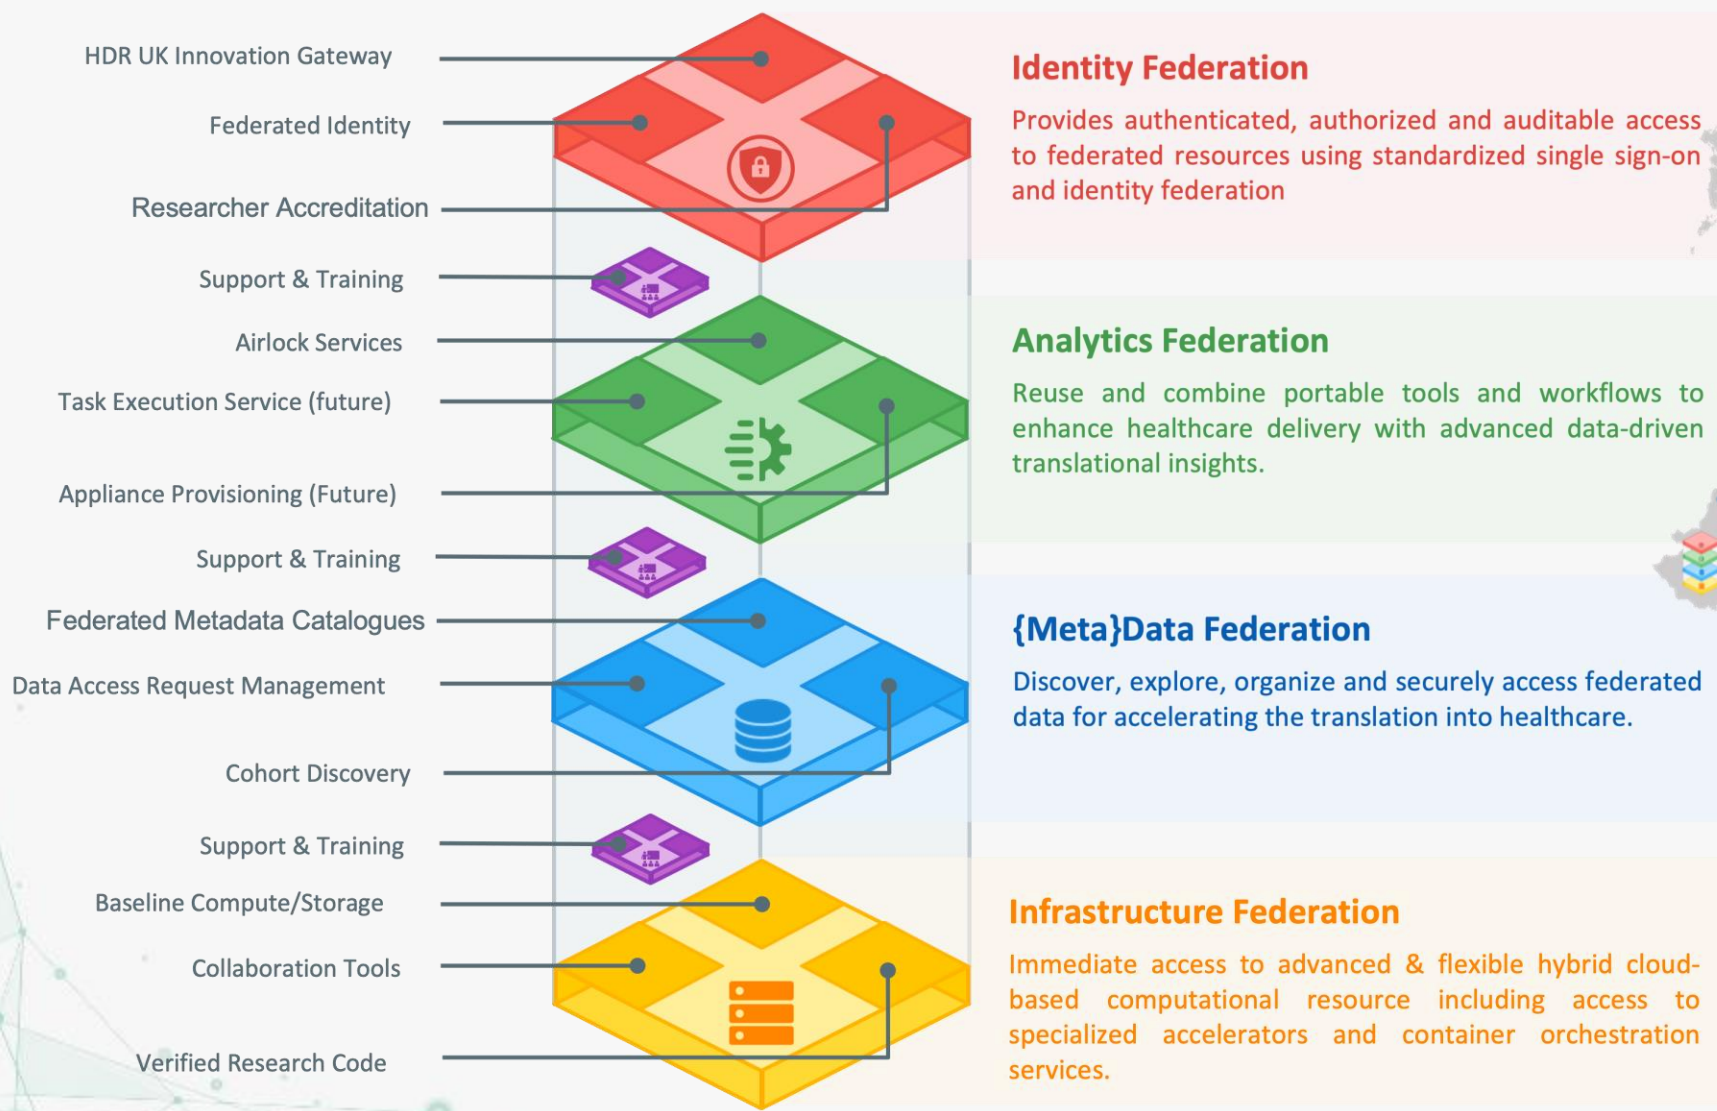 HDR UK Innovation Gateway
Federated Identity
Researcher Accreditation
Identity Federation
Provides authenticated, authorized and auditable access
to federated resources using standardized single sign-on
and identity federation
Support & Training
Airlock Services
Task Execution Service (future)
Appliance Provisioning (Future)
Analytics Federation
Reuse and combine portable tools and workflows to
enhance healthcare delivery with advanced data-driven
translational insights.
Support & Training
Federated Metadata Catalogues
Data Access Request Management
Cohort Discovery
{Meta}Data Federation
Discover, explore, organize and securely access federated
data for accelerating the translation into healthcare.
Support & Training
Baseline Compute/Storage
Collaboration Tools
Verified Research Code
Infrastructure Federation
Immediate access to advanced & flexible hybrid cloud-
based computational resource including access to
specialized accelerators and container orchestration
services.